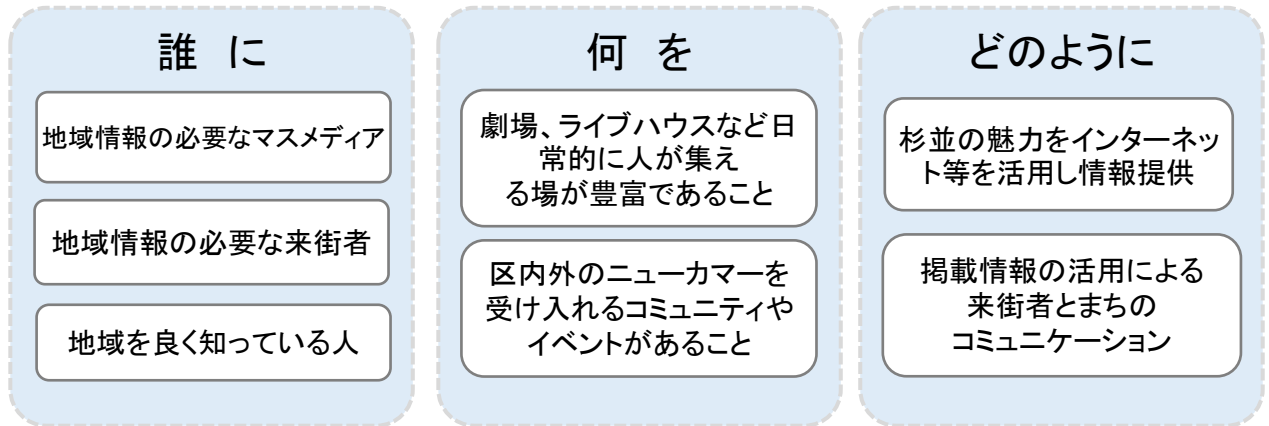 誰 に
地域情報の必要なマスメディア
地域情報の必要な来街者
地域を良く知っている人
何 を
劇場、ライブハウスなど日
常的に人が集え
る場が豊富であること
区内外のニューカマーを
受け入れるコミュニティや
イベントがあること
どのように
杉並の魅力をインターネッ
ト等を活用し情報提供
掲載情報の活用による
来街者とまちの
コミュニケーション